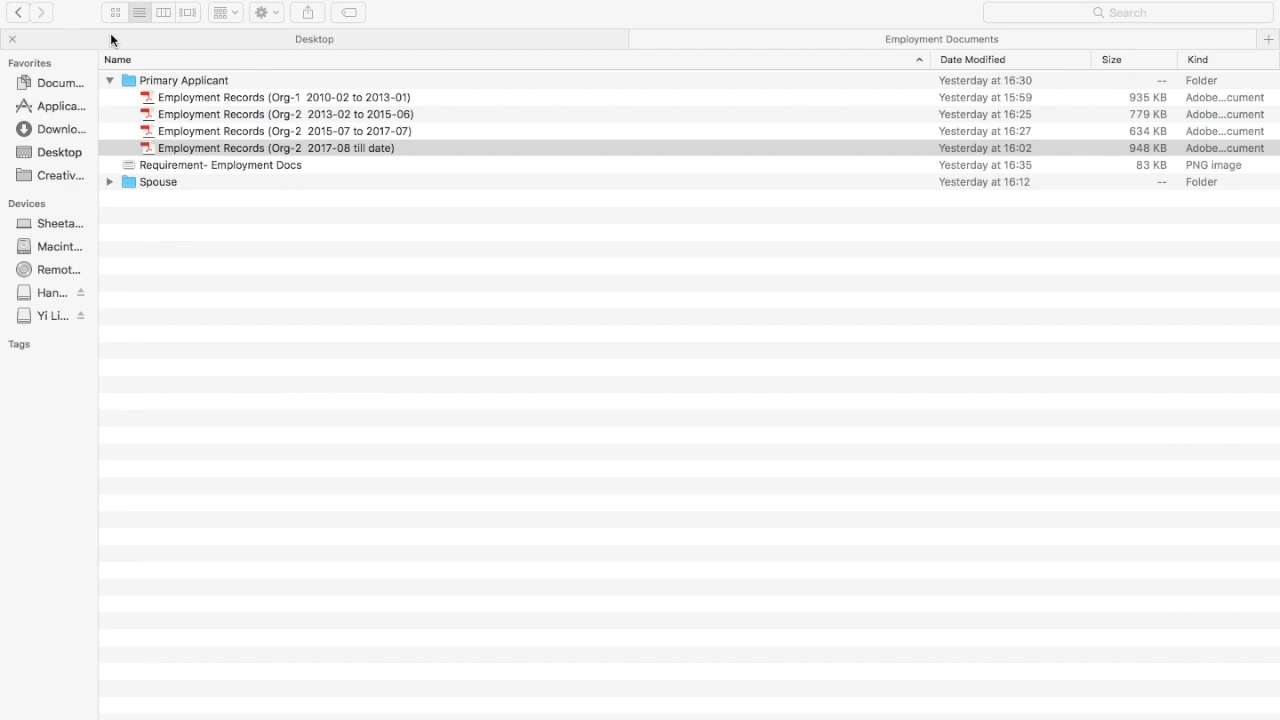 Search
Desktop
Employment Documents
Favorites
Docum...
Applica...
Downlo...
Desktop
Creativ...
Devices
Sheeta...
Macint...
Remot...
Han...
Yi Li...
Tags
Name Date Modified Size Kind
Primary Applicant Yesterday at 16:30 -- Folder
Employment Records (Org-1 2010-02 to 2013-01) Yesterday at 15:59 935 KB Adobe...cument
Employment Records (Org-2 2013-02 to 2015-06) Yesterday at 16:25 779 KB Adobe...cument
Employment Records (Org-2 2015-07 to 2017-07) Yesterday at 16:27 634 KB Adobe...cument
Employment Records (Org-2 2017-08 till date) Yesterday at 16:02 948 KB Adobe...cument
Requirement- Employment Docs Yesterday at 16:35 83 KB PNG image
Spouse Yesterday at 16:12 -- Folder